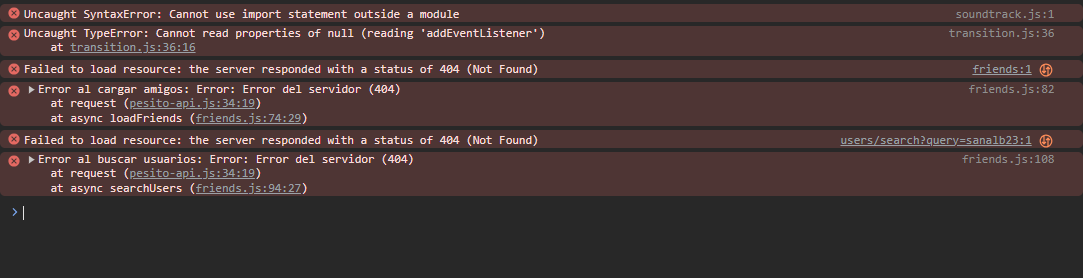 Uncaught SyntaxError: Cannot use import statement outside a module soundtrack.js:1
Uncaught TypeError: Cannot read properties of null (reading 'addEventListener') transition.js:36
at transition.js:36:16
Failed to load resource: the server responded with a status of 404 (Not Found) friends:1
Error al cargar amigos: Error: Error del servidor (404) friends.js:82
at request (pesito-api.js:34:19)
at async loadFriends (friends.js:74:29)
Failed to load resource: the server responded with a status of 404 (Not Found) users/search?query=sanalb23:1
Error al buscar usuarios: Error: Error del servidor (404) friends.js:108
at request (pesito-api.js:34:19)
at async searchUsers (friends.js:94:27)